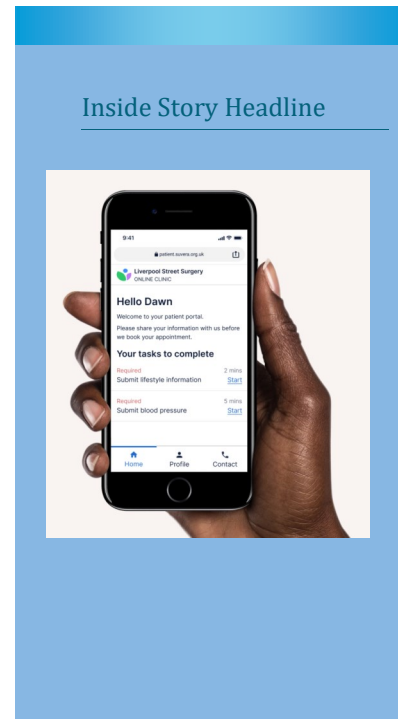 Inside Story Headline
9:41
patient.suvera.org.uk
Liverpool Street Surgery
ONLINE CLINIC
Hello Dawn
Welcome to your patient portal.
Please share your information with us before
we book your appointment.
Your tasks to complete
Required 2 mins
Submit lifestyle information Start
Required 5 mins
Submit blood pressure Start
Home Profile Contact